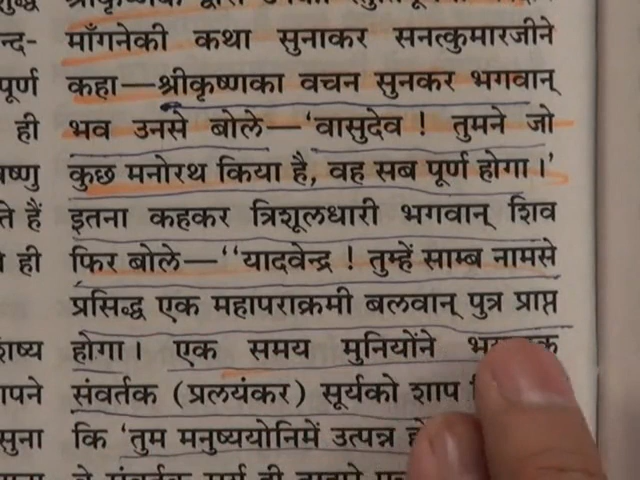 माँगनेकी कथा सुनाकर सनत्कुमारजीने
कहा—श्रीकृष्णका वचन सुनकर भगवान्
भव उनसे बोले—'वासुदेव ! तुमने जो
कुछ मनोरथ किया है, वह सब पूर्ण होगा।'
इतना कहकर त्रिशूलधारी भगवान् शिव
फिर बोले—''यादवेन्द्र ! तुम्हें साम्ब नामसे
प्रसिद्ध एक महापराक्रमी बलवान् पुत्र प्राप्त
होगा। एक समय मुनियोंने
संवर्तक (प्रलयंकर) सूर्यको शाप
कि 'तुम मनुष्ययोनिमें उत्पन्न